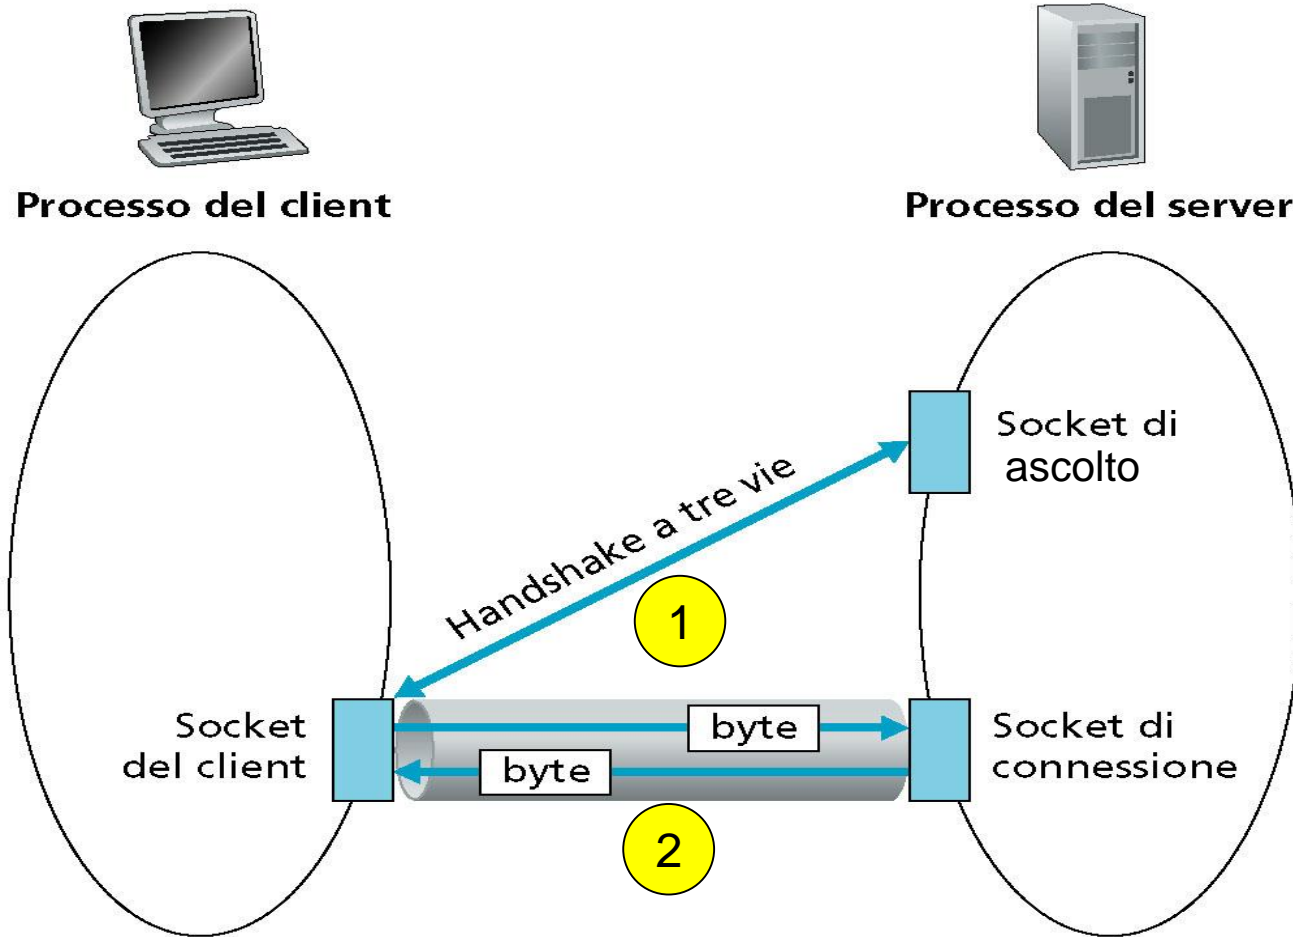 Processo del client
Processo del server
Socket di
ascolto
Handshake a tre vie
1
Socket
del client
byte
byte
Socket di
connessione
2